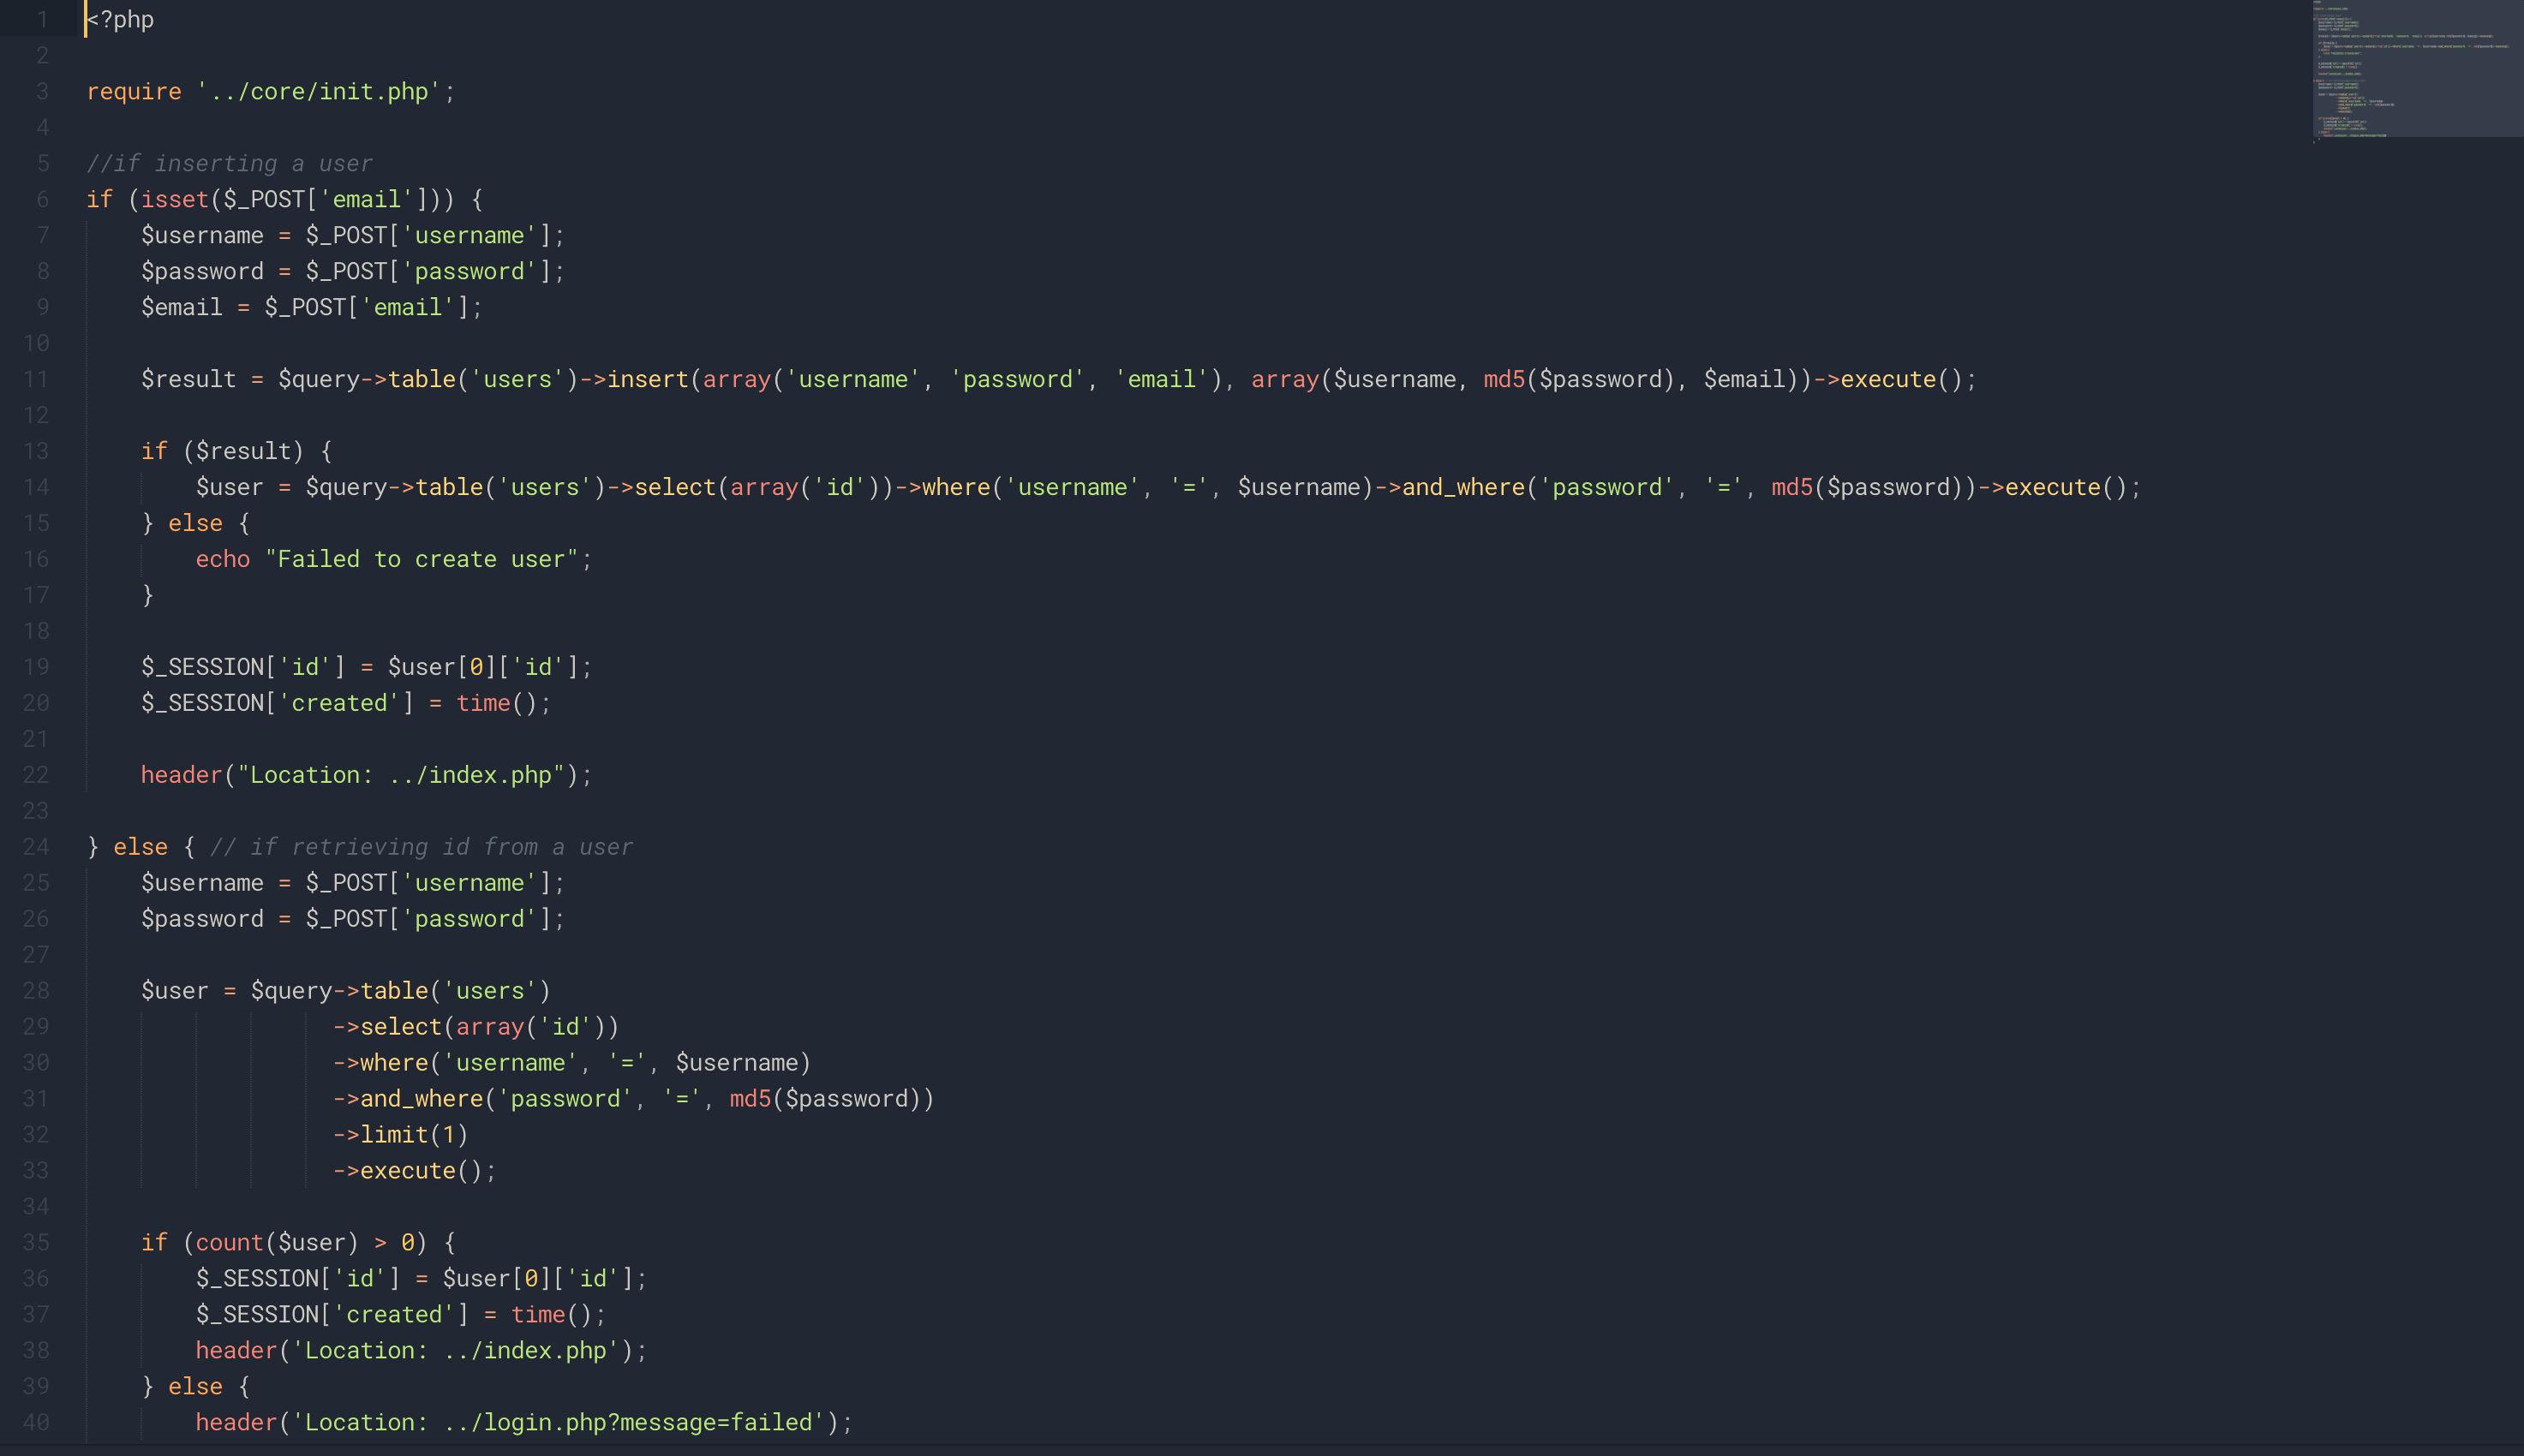 1 <?php
2
3 require '../core/init.php';
4
5 //if inserting a user
6 if (isset($_POST['email'])) {
7     $username = $_POST['username'];
8     $password = $_POST['password'];
9     $email = $_POST['email'];
10
11     $result = $query->table('users')->insert(array('username', 'password', 'email'), array($username, md5($password), $email))->execute();
12
13     if ($result) {
14         $user = $query->table('users')->select(array('id'))->where('username', '=', $username)->and_where('password', '=', md5($password))->execute();
15     } else {
16         echo "Failed to create user";
17     }
18
19     $_SESSION['id'] = $user[0]['id'];
20     $_SESSION['created'] = time();
21
22     header("Location: ../index.php");
23
24 } else { // if retrieving id from a user
25     $username = $_POST['username'];
26     $password = $_POST['password'];
27
28     $user = $query->table('users')
29                   ->select(array('id'))
30                   ->where('username', '=', $username)
31                   ->and_where('password', '=', md5($password))
32                   ->limit(1)
33                   ->execute();
34
35     if (count($user) > 0) {
36         $_SESSION['id'] = $user[0]['id'];
37         $_SESSION['created'] = time();
38         header('Location: ../index.php');
39     } else {
40         header('Location: ../login.php?message=failed');